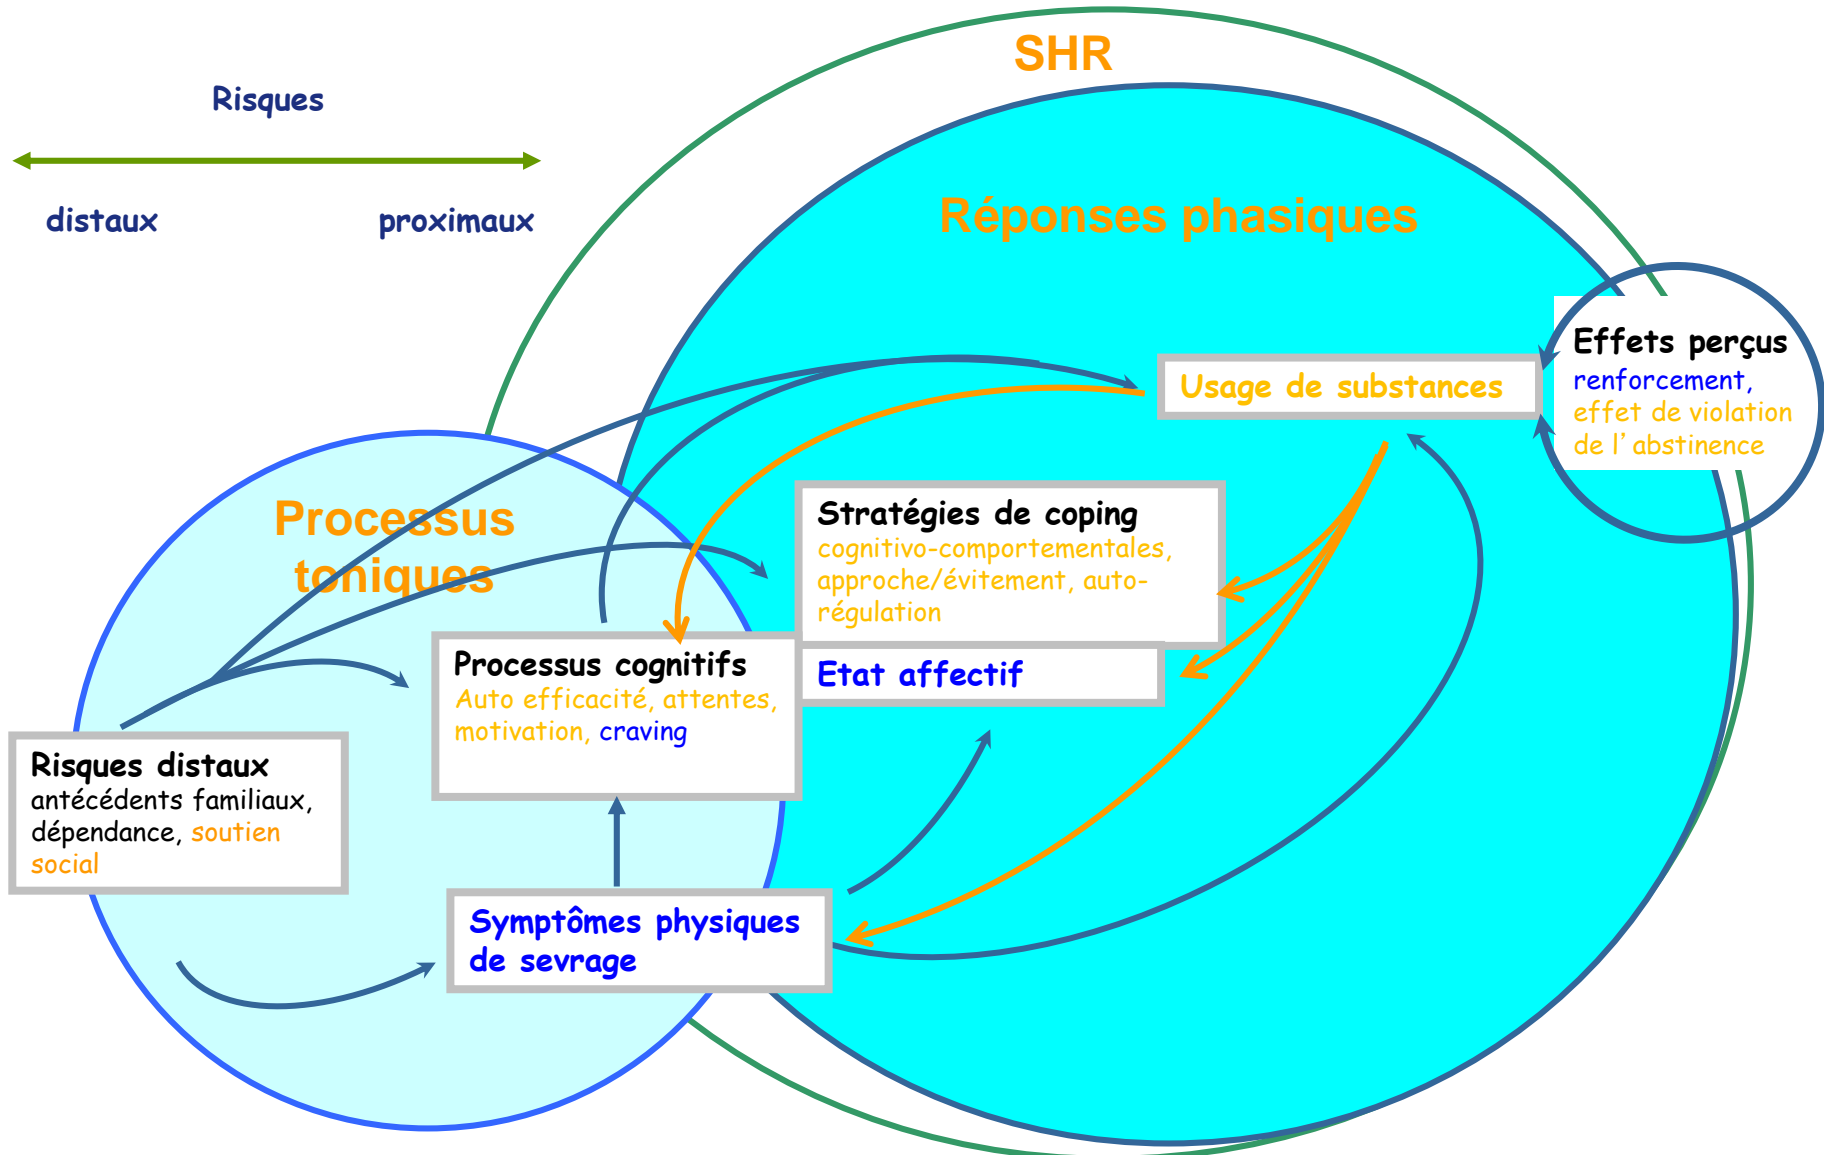 SHR
Risques
distaux
proximaux
Réponses phasiques
Effets perçus
renforcement,
effet de violation
de l’abstinence
Usage de substances
Processus
toniques
Stratégies de coping
cognitivo-comportementales,
approche/évitement, auto-
régulation
Processus cognitifs
Auto efficacité, attentes,
motivation, craving
Etat affectif
Risques distaux
antécédents familiaux,
dépendance, soutien
social
Symptômes physiques
de sevrage